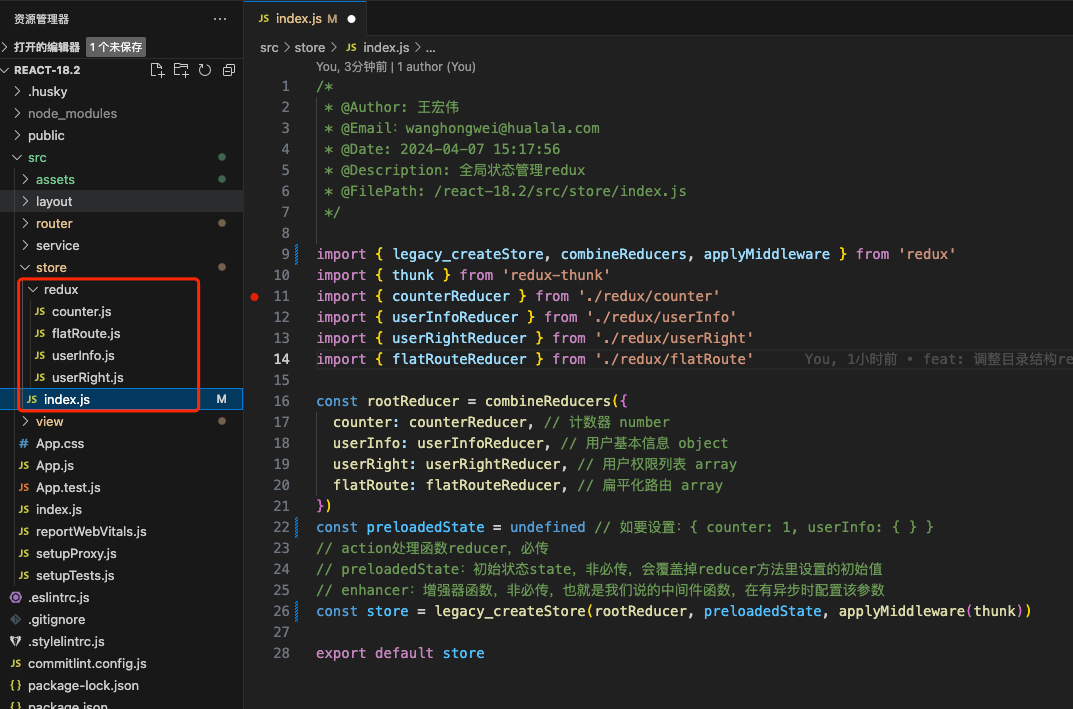 资源管理器
打开的编辑器 1 个未保存
REACT-18.2
.husky
node_modules
public
src
assets
layout
router
service
store
redux
JS counter.js
JS flatRoute.js
JS userInfo.js
JS userRight.js
JS index.js M
view
# App.css
JS App.js
JS App.test.js
JS index.js
JS reportWebVitals.js
JS setupProxy.js
JS setupTests.js
.eslintrc.js
.gitignore
.stylelintrc.js
JS commitlint.config.js
{} package-lock.json
{} package.json
JS index.js M
src > store > JS index.js > ...
You, 3分钟前 | 1 author (You)
1 /*
2 * @Author: 王宏伟
3 * @Email: wanghongwei@hualala.com
4 * @Date: 2024-04-07 15:17:56
5 * @Description: 全局状态管理redux
6 * @FilePath: /react-18.2/src/store/index.js
7 */
8
9 import { legacy_createStore, combineReducers, applyMiddleware } from 'redux'
10 import { thunk } from 'redux-thunk'
11 import { counterReducer } from './redux/counter'
12 import { userInfoReducer } from './redux/userInfo'
13 import { userRightReducer } from './redux/userRight'
14 import { flatRouteReducer } from './redux/flatRoute' You, 1小时前 • feat: 调整目录结构re
15
16 const rootReducer = combineReducers({
17 counter: counterReducer, // 计数器 number
18 userInfo: userInfoReducer, // 用户基本信息 object
19 userRight: userRightReducer, // 用户权限列表 array
20 flatRoute: flatRouteReducer, // 扁平化路由 array
21 })
22 const preloadedState = undefined // 如要设置: { counter: 1, userInfo: { } }
23 // action处理函数reducer，必传
24 // preloadedState：初始状态state，非必传，会覆盖掉reducer方法里设置的初始值
25 // enhancer：增强器函数，非必传，也就是我们说的中间件函数，在有异步时配置该参数
26 const store = legacy_createStore(rootReducer, preloadedState, applyMiddleware(thunk))
27
28 export default store